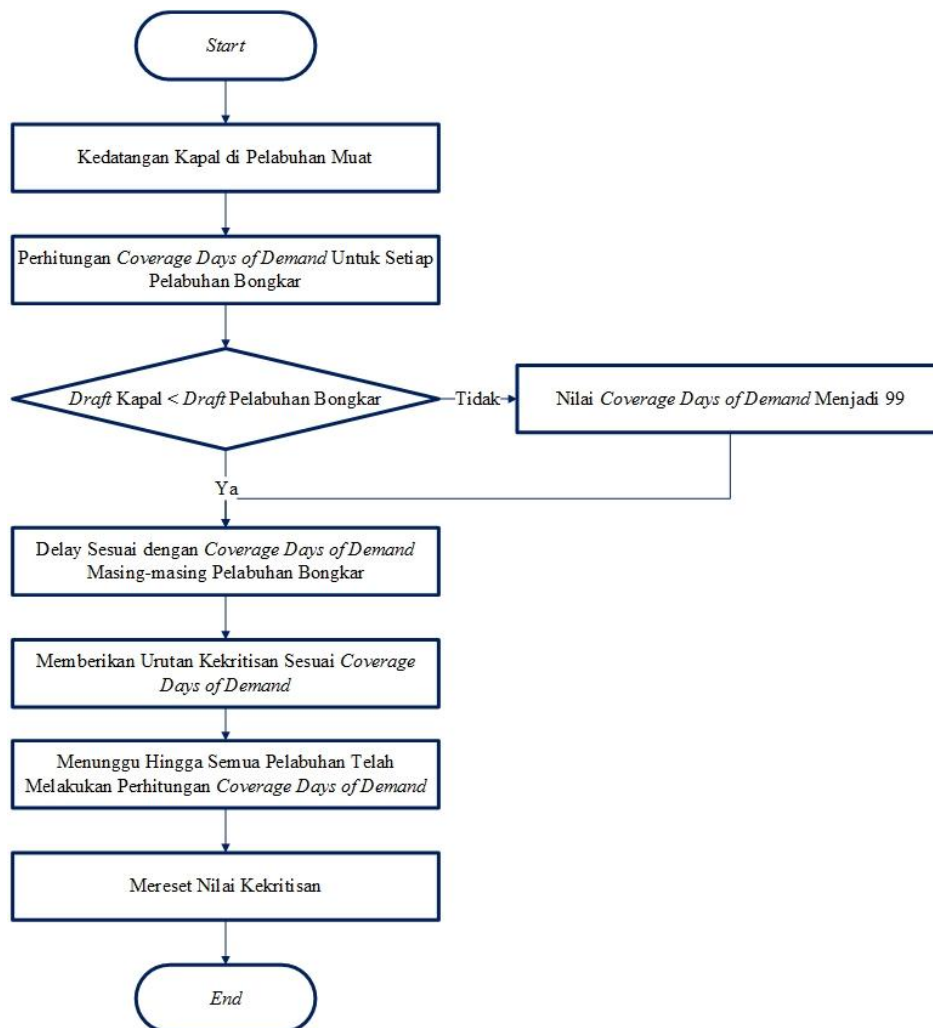 Start
Kedatangan Kapal di Pelabuhan Muat
Perhitungan Coverage Days of Demand Untuk Setiap
Pelabuhan Bongkar
Draft Kapal < Draft Pelabuhan Bongkar
Tidak
Nilai Coverage Days of Demand Menjadi 99
Ya
Delay Sesuai dengan Coverage Days of Demand
Masing-masing Pelabuhan Bongkar
Memberikan Urutan Kekritisan Sesuai Coverage
Days of Demand
Menunggu Hingga Semua Pelabuhan Telah
Melakukan Perhitungan Coverage Days of Demand
Mereset Nilai Kekritisan
End